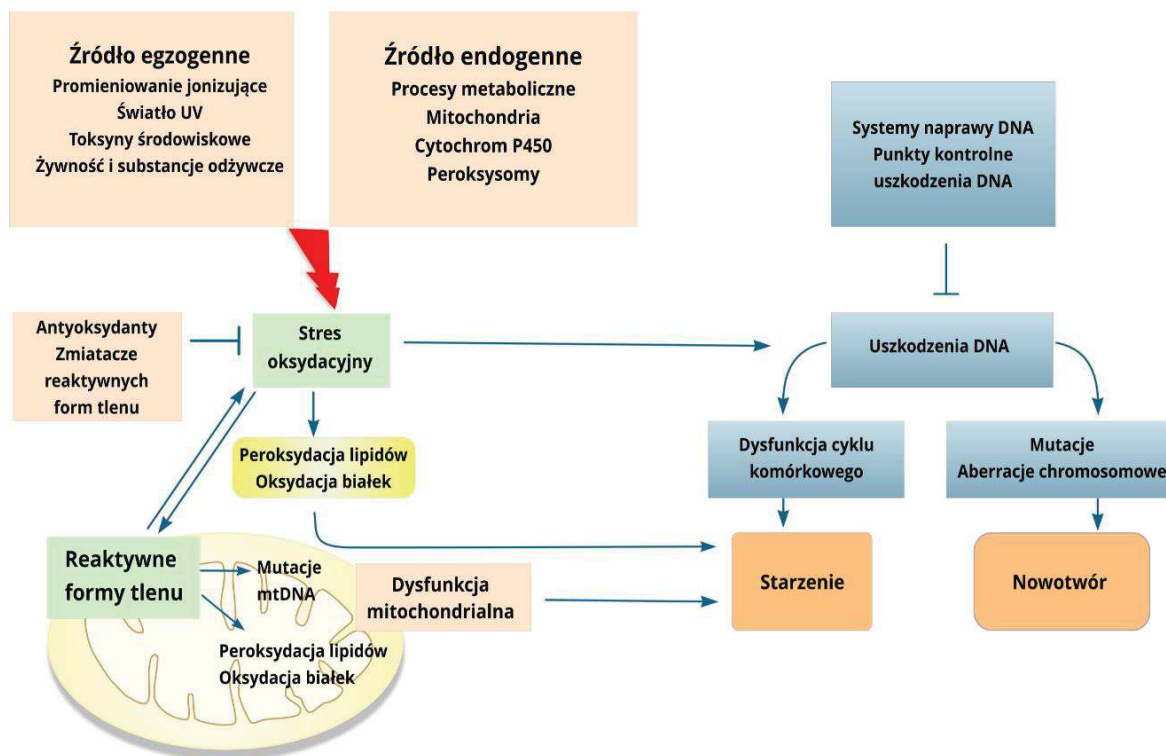 Źródło egzogenne
Promieniowanie jonizujące
Światło UV
Toksyny środowiskowe
Żywność i substancje odżywcze
Źródło endogenne
Procesy metaboliczne
Mitochondria
Cytochrom P450
Peroksysomy
Systemy naprawy DNA
Punkty kontrolne
uszkodzenia DNA
Antyoksydanty
Zmiatacze
reaktywnych
form tlenu
Stres
oksydacyjny
Uszkodzenia DNA
Peroksydacja lipidów
Oksydacja białek
Dysfunkcja cyklu
komórkowego
Mutacje
Aberracje chromosomowe
Reaktywne
formy tlenu
Mutacje
mtDNA
Peroksydacja lipidów
Oksydacja białek
Dysfunkcja
mitochondrialna
Starzenie
Nowotwór